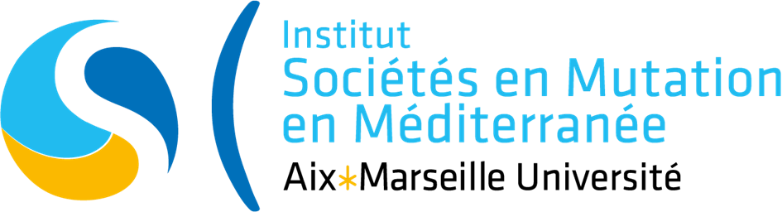 Institut
Sociétés en Mutation
en Méditerranée
Aix*Marseille Université